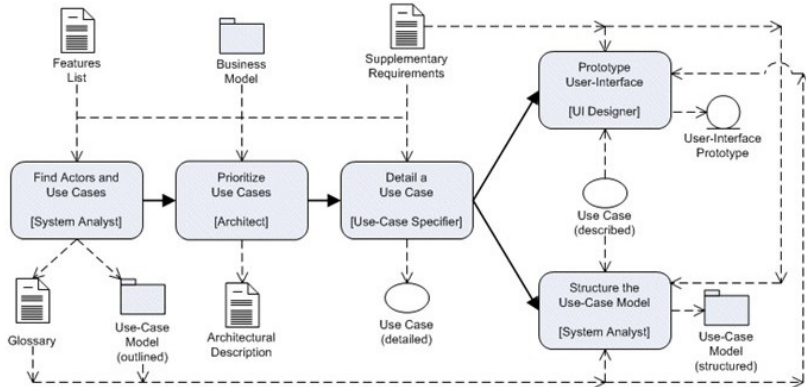 Features
List
Business
Model
Supplementary
Requirements
Prototype
User-Interface
[UI Designer]
User-Interface
Prototype
Find Actors and
Use Cases
[System Analyst]
Prioritize
Use Cases
[Architect]
Detail a
Use Case
[Use-Case Specifier]
Use Case
(described)
Glossary
Use-Case
Model
(outlined)
Architectural
Description
Use Case
(detailed)
Structure the
Use-Case Model
[System Analyst]
Use-Case
Model
(structured)